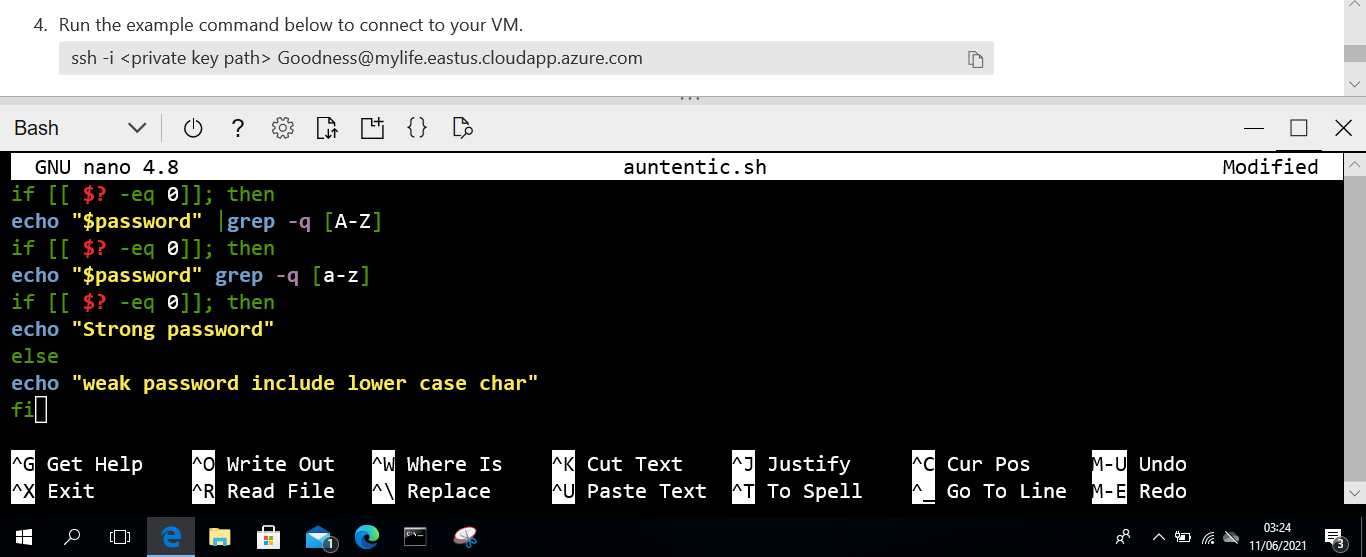 4. Run the example command below to connect to your VM.
ssh -i <private key path> Goodness@mylife.eastus.cloudapp.azure.com
Bash
GNU nano 4.8 auntentic.sh Modified
if [[ $? -eq 0]]; then
echo "$password" |grep -q [A-Z]
if [[ $? -eq 0]]; then
echo "$password" grep -q [a-z]
if [[ $? -eq 0]]; then
echo "Strong password"
else
echo "weak password include lower case char"
fi
^G Get Help ^O Write Out ^W Where Is ^K Cut Text ^J Justify ^C Cur Pos M-U Undo
^X Exit ^R Read File ^\ Replace ^U Paste Text ^T To Spell ^_ Go To Line M-E Redo
1
03:24
11/06/2021
3